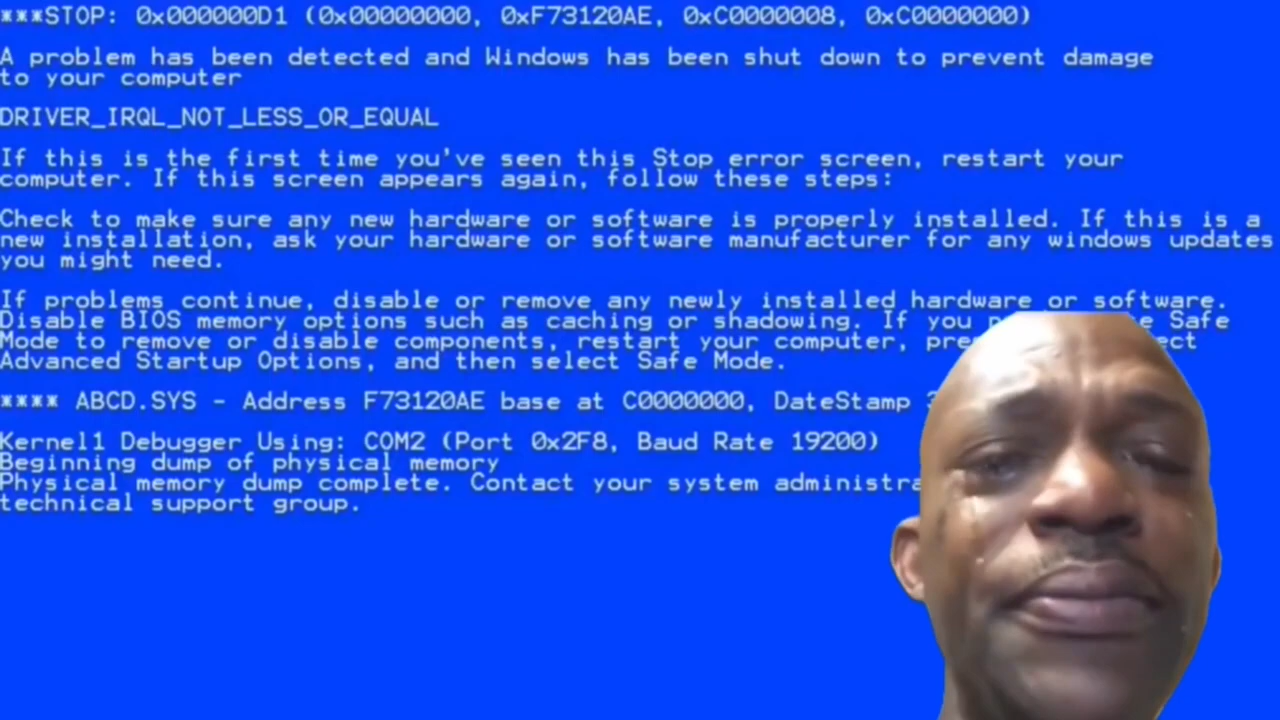 ***STOP: 0x000000D1 (0x00000000, 0xF73120AE, 0xC0000008, 0xC0000000)
A problem has been detected and Windows has been shut down to prevent damage
to your computer
DRIVER_IRQL_NOT_LESS_OR_EQUAL
If this is the first time you've seen this Stop error screen, restart your
computer. If this screen appears again, follow these steps:
Check to make sure any new hardware or software is properly installed. If this is a
new installation, ask your hardware or software manufacturer for any windows updates
you might need.
If problems continue, disable or remove any newly installed hardware or software.
Disable BIOS memory options such as caching or shadowing. If you Safe
Mode to remove or disable components, restart your computer,
Advanced Startup Options, and then select Safe Mode.
**** ABCD.SYS - Address F73120AE base at C0000000, DateStamp
Kernel1 Debugger Using: COM2 (Port 0x2F8, Baud Rate 19200)
Beginning dump of physical memory
Physical memory dump complete. Contact your system
technical support group.